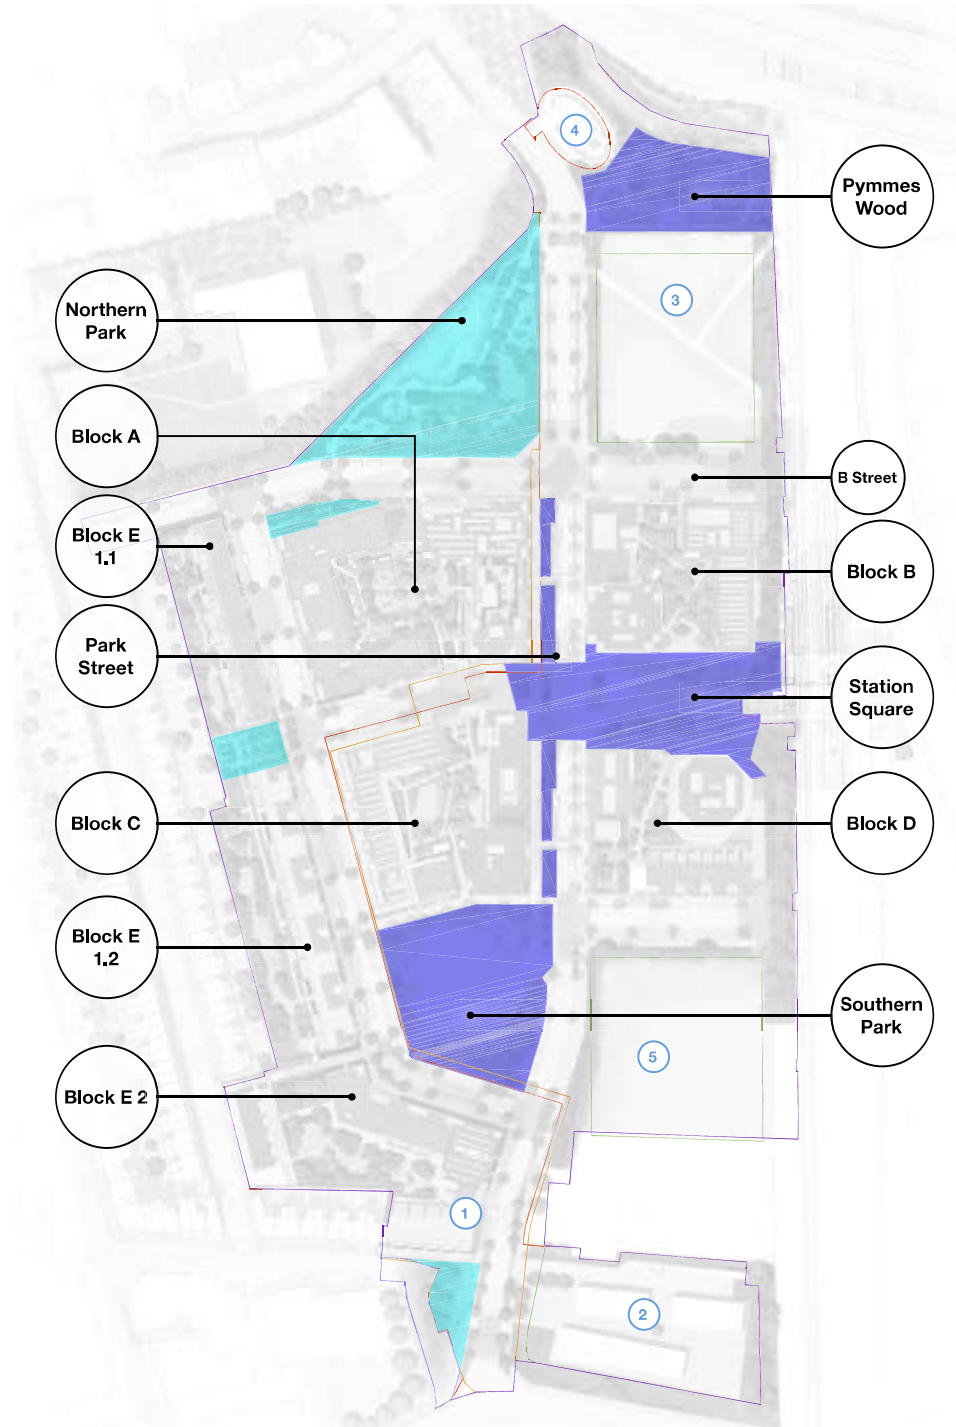 4
Pymmes
Wood
3
Northern
Park
Block A
B Street
Block E
1.1
Block B
Park
Street
Station
Square
Block C
Block D
Block E
1.2
Southern
Park
5
Block E 2
1
2